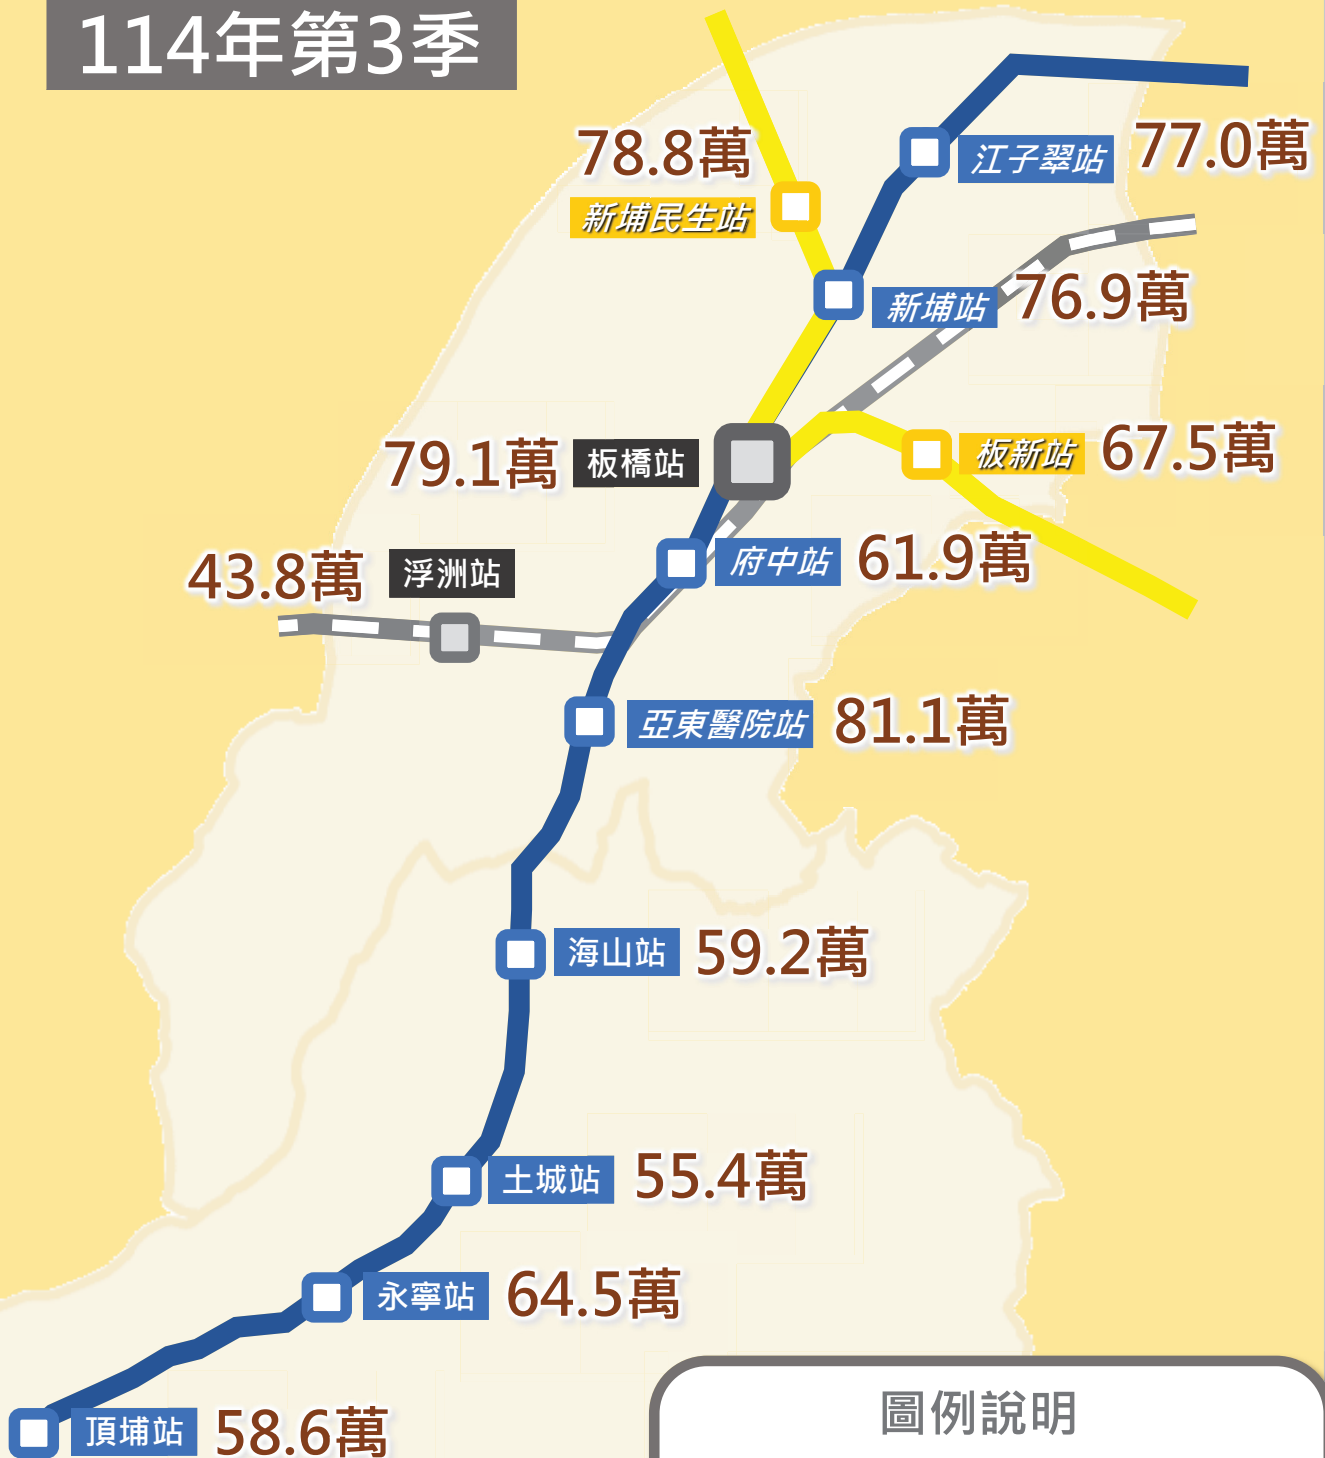 114年第3季
78.8萬
新埔民生站
江子翠站 77.0萬
新埔站 76.9萬
79.1萬 板橋站
板新站 67.5萬
43.8萬 浮洲站
府中站 61.9萬
亞東醫院站 81.1萬
海山站 59.2萬
土城站 55.4萬
永寧站 64.5萬
頂埔站 58.6萬
圖例說明